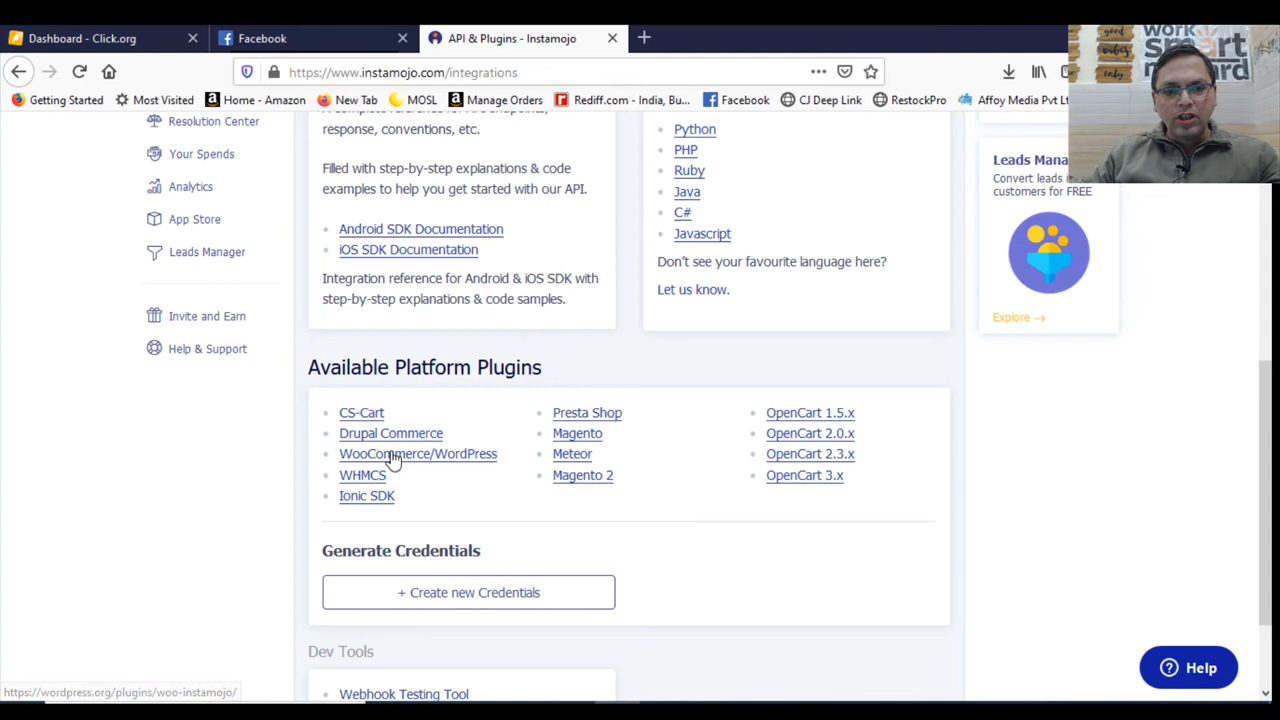 Dashboard - Click.org
Facebook
API & Plugins - Instamojo
https://www.instamojo.com/integrations
Getting Started
Most Visited
Home - Amazon
New Tab
MOSL
Manage Orders
Rediff.com - India, Bu...
Facebook
CJ Deep Link
RestockPro
Affoy Media Pvt Lt
good
vibes
only
work
smart
Resolution Center
Your Spends
Analytics
App Store
Leads Manager
Invite and Earn
Help & Support
response, conventions, etc.
Filled with step-by-step explanations & code
examples to help you get started with our API.
Android SDK Documentation
iOS SDK Documentation
Integration reference for Android & iOS SDK with
step-by-step explanations & code samples.
Python
PHP
Ruby
Java
C#
Javascript
Don't see your favourite language here?
Let us know.
Leads Mana
Convert leads i
customers for FREE
Explore →
Available Platform Plugins
CS-Cart
Drupal Commerce
WooCommerce/WordPress
WHMCS
Ionic SDK
Presta Shop
Magento
Meteor
Magento 2
OpenCart 1.5.x
OpenCart 2.0.x
OpenCart 2.3.x
OpenCart 3.x
Generate Credentials
+ Create new Credentials
Dev Tools
Webhook Testing Tool
Help
https://wordpress.org/plugins/woo-instamojo/